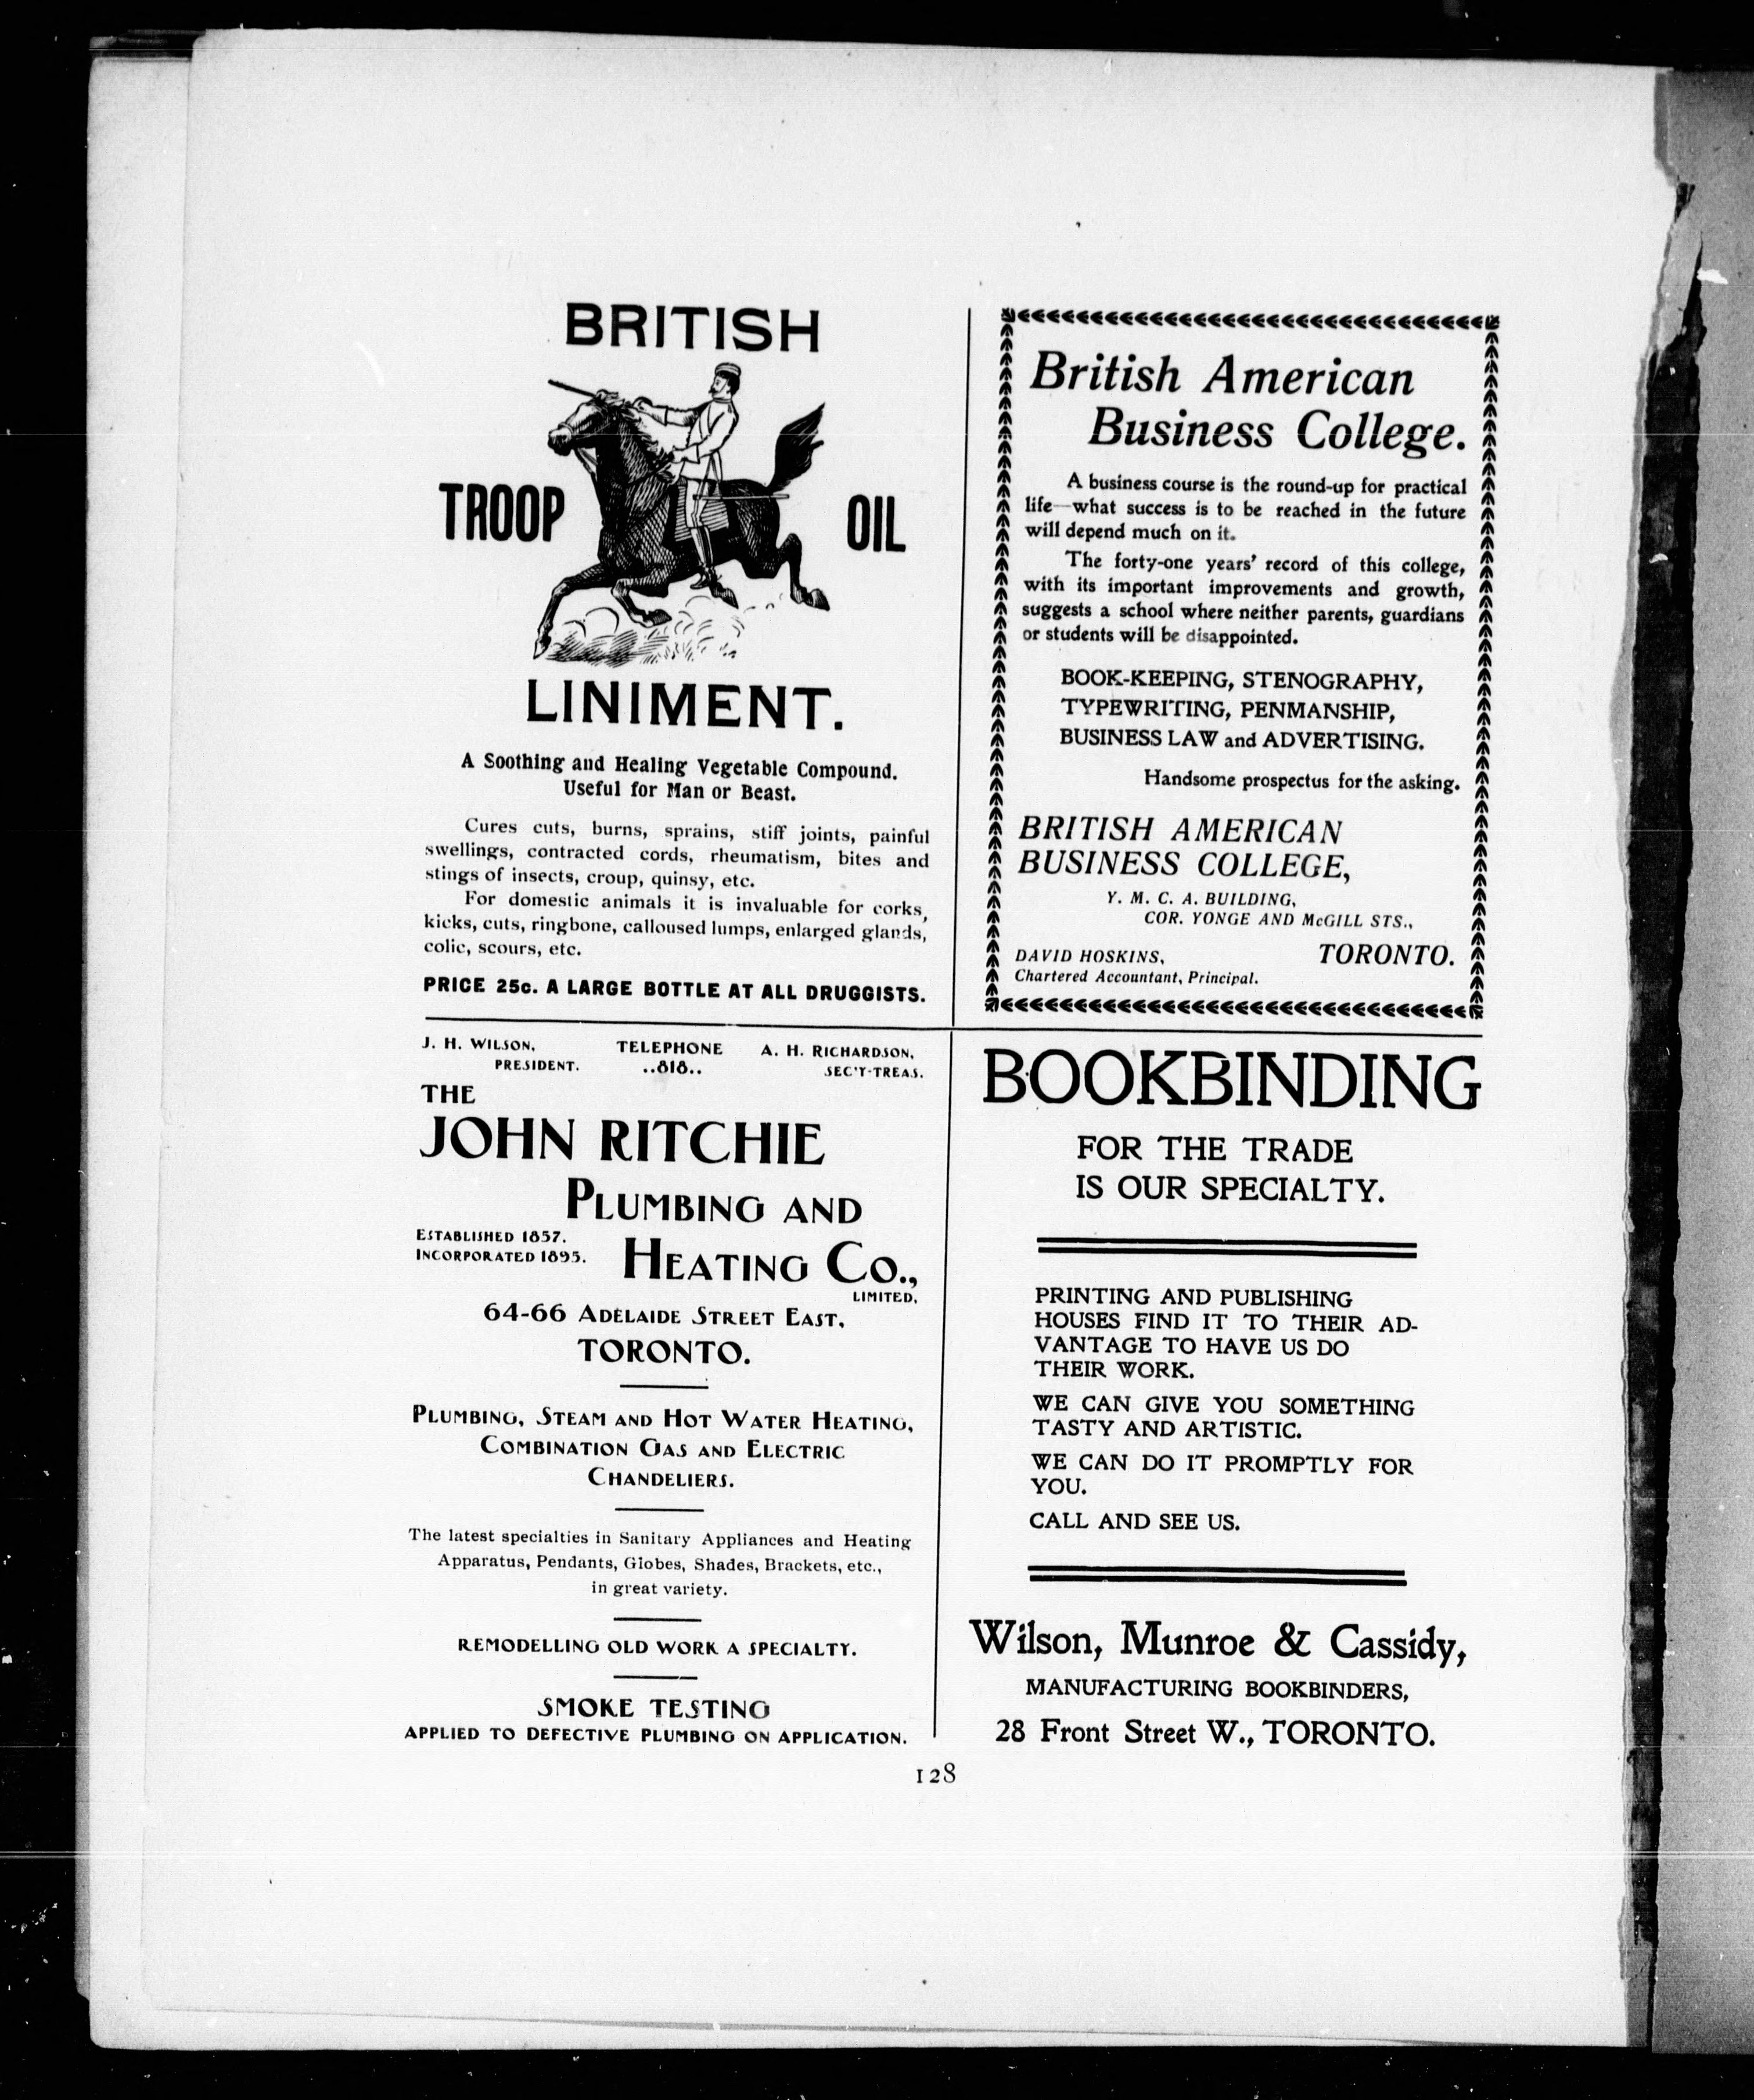 BRITISH
TROOP OIL
LINIMENT.
A Soothing and Healing Vegetable Compound.
Useful for Man or Beast.
Cures cuts, burns, sprains, stiff joints, painful
swellings, contracted cords, rheumatism, bites and
stings of insects, croup, quinsy, etc.
For domestic animals it is invaluable for corks,
kicks, cuts, ringbone, calloused lumps, enlarged glands,
colic, scours, etc.
PRICE 25c. A LARGE BOTTLE AT ALL DRUGGISTS.
British American
Business College.
A business course is the round-up for practical
life—what success is to be reached in the future
will depend much on it.
The forty-one years' record of this college,
with its important improvements and growth,
suggests a school where neither parents, guardians
or students will be disappointed.
BOOK-KEEPING, STENOGRAPHY,
TYPEWRITING, PENMANSHIP,
BUSINESS LAW and ADVERTISING.
Handsome prospectus for the asking.
BRITISH AMERICAN
BUSINESS COLLEGE,
Y. M. C. A. BUILDING,
COR. YONGE AND McGILL STS.,
DAVID HOSKINS, TORONTO.
Chartered Accountant, Principal.
J. H. WILSON, TELEPHONE A. H. RICHARDSON,
PRESIDENT. ..818.. SEC'Y-TREAS.
THE
JOHN RITCHIE
PLUMBING AND
ESTABLISHED 1857.
INCORPORATED 1895. HEATING CO.,
LIMITED,
64-66 ADELAIDE STREET EAST,
TORONTO.
PLUMBING, STEAM AND HOT WATER HEATING,
COMBINATION GAS AND ELECTRIC
CHANDELIERS.
The latest specialties in Sanitary Appliances and Heating
Apparatus, Pendants, Globes, Shades, Brackets, etc.,
in great variety.
REMODELLING OLD WORK A SPECIALTY.
SMOKE TESTING
APPLIED TO DEFECTIVE PLUMBING ON APPLICATION.
BOOKBINDING
FOR THE TRADE
IS OUR SPECIALTY.
PRINTING AND PUBLISHING
HOUSES FIND IT TO THEIR AD-
VANTAGE TO HAVE US DO
THEIR WORK.
WE CAN GIVE YOU SOMETHING
TASTY AND ARTISTIC.
WE CAN DO IT PROMPTLY FOR
YOU.
CALL AND SEE US.
Wilson, Munroe & Cassidy,
MANUFACTURING BOOKBINDERS,
28 Front Street W., TORONTO.
128